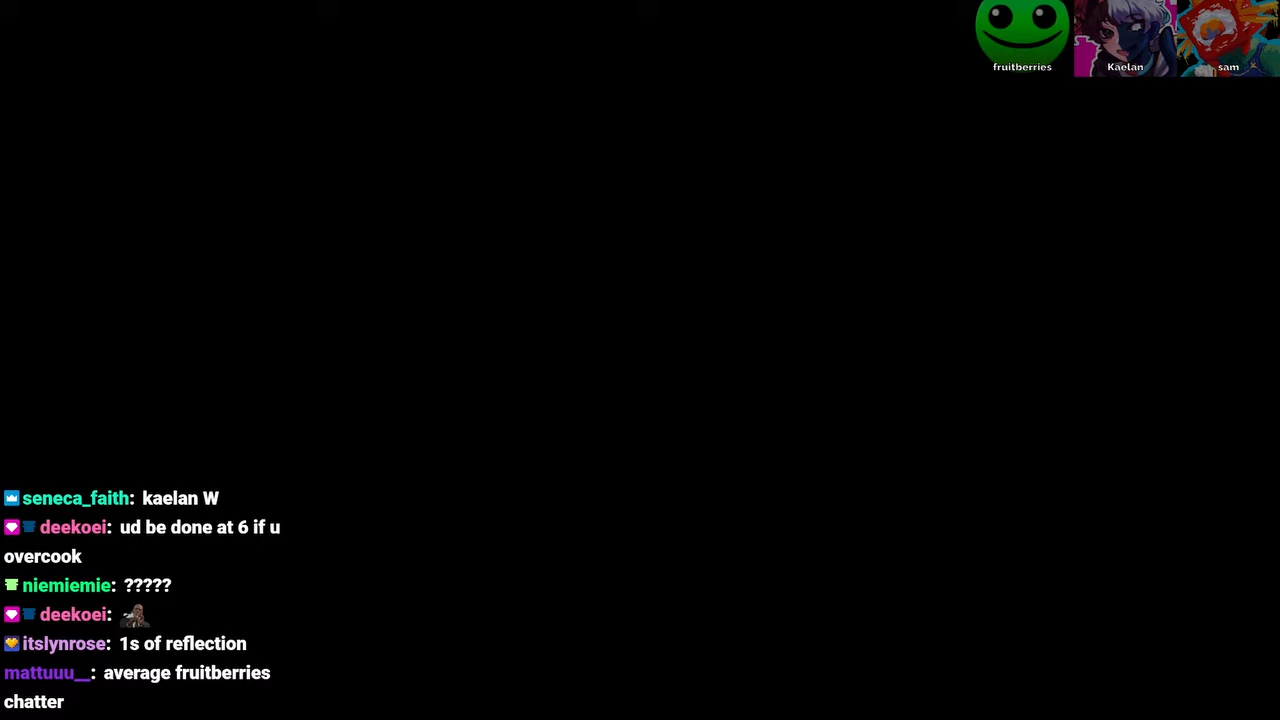 fruitberries Kaelan sam
seneca_faith: kaelan W
deekoei: ud be done at 6 if u
overcook
niemiemie: ?????
deekoei:
itslynrose: 1s of reflection
mattuuu__: average fruitberries
chatter